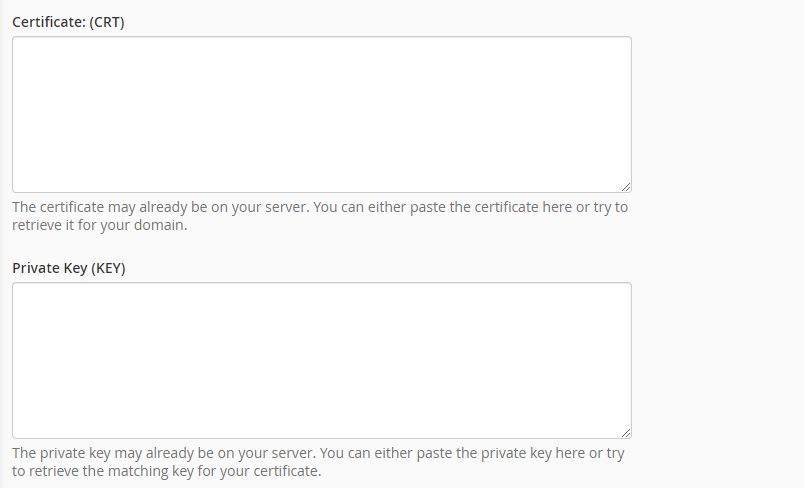 Certificate: (CRT)
The certificate may already be on your server. You can either paste the certificate here or try to
retrieve it for your domain.
Private Key (KEY)
The private key may already be on your server. You can either paste the private key here or try
to retrieve the matching key for your certificate.